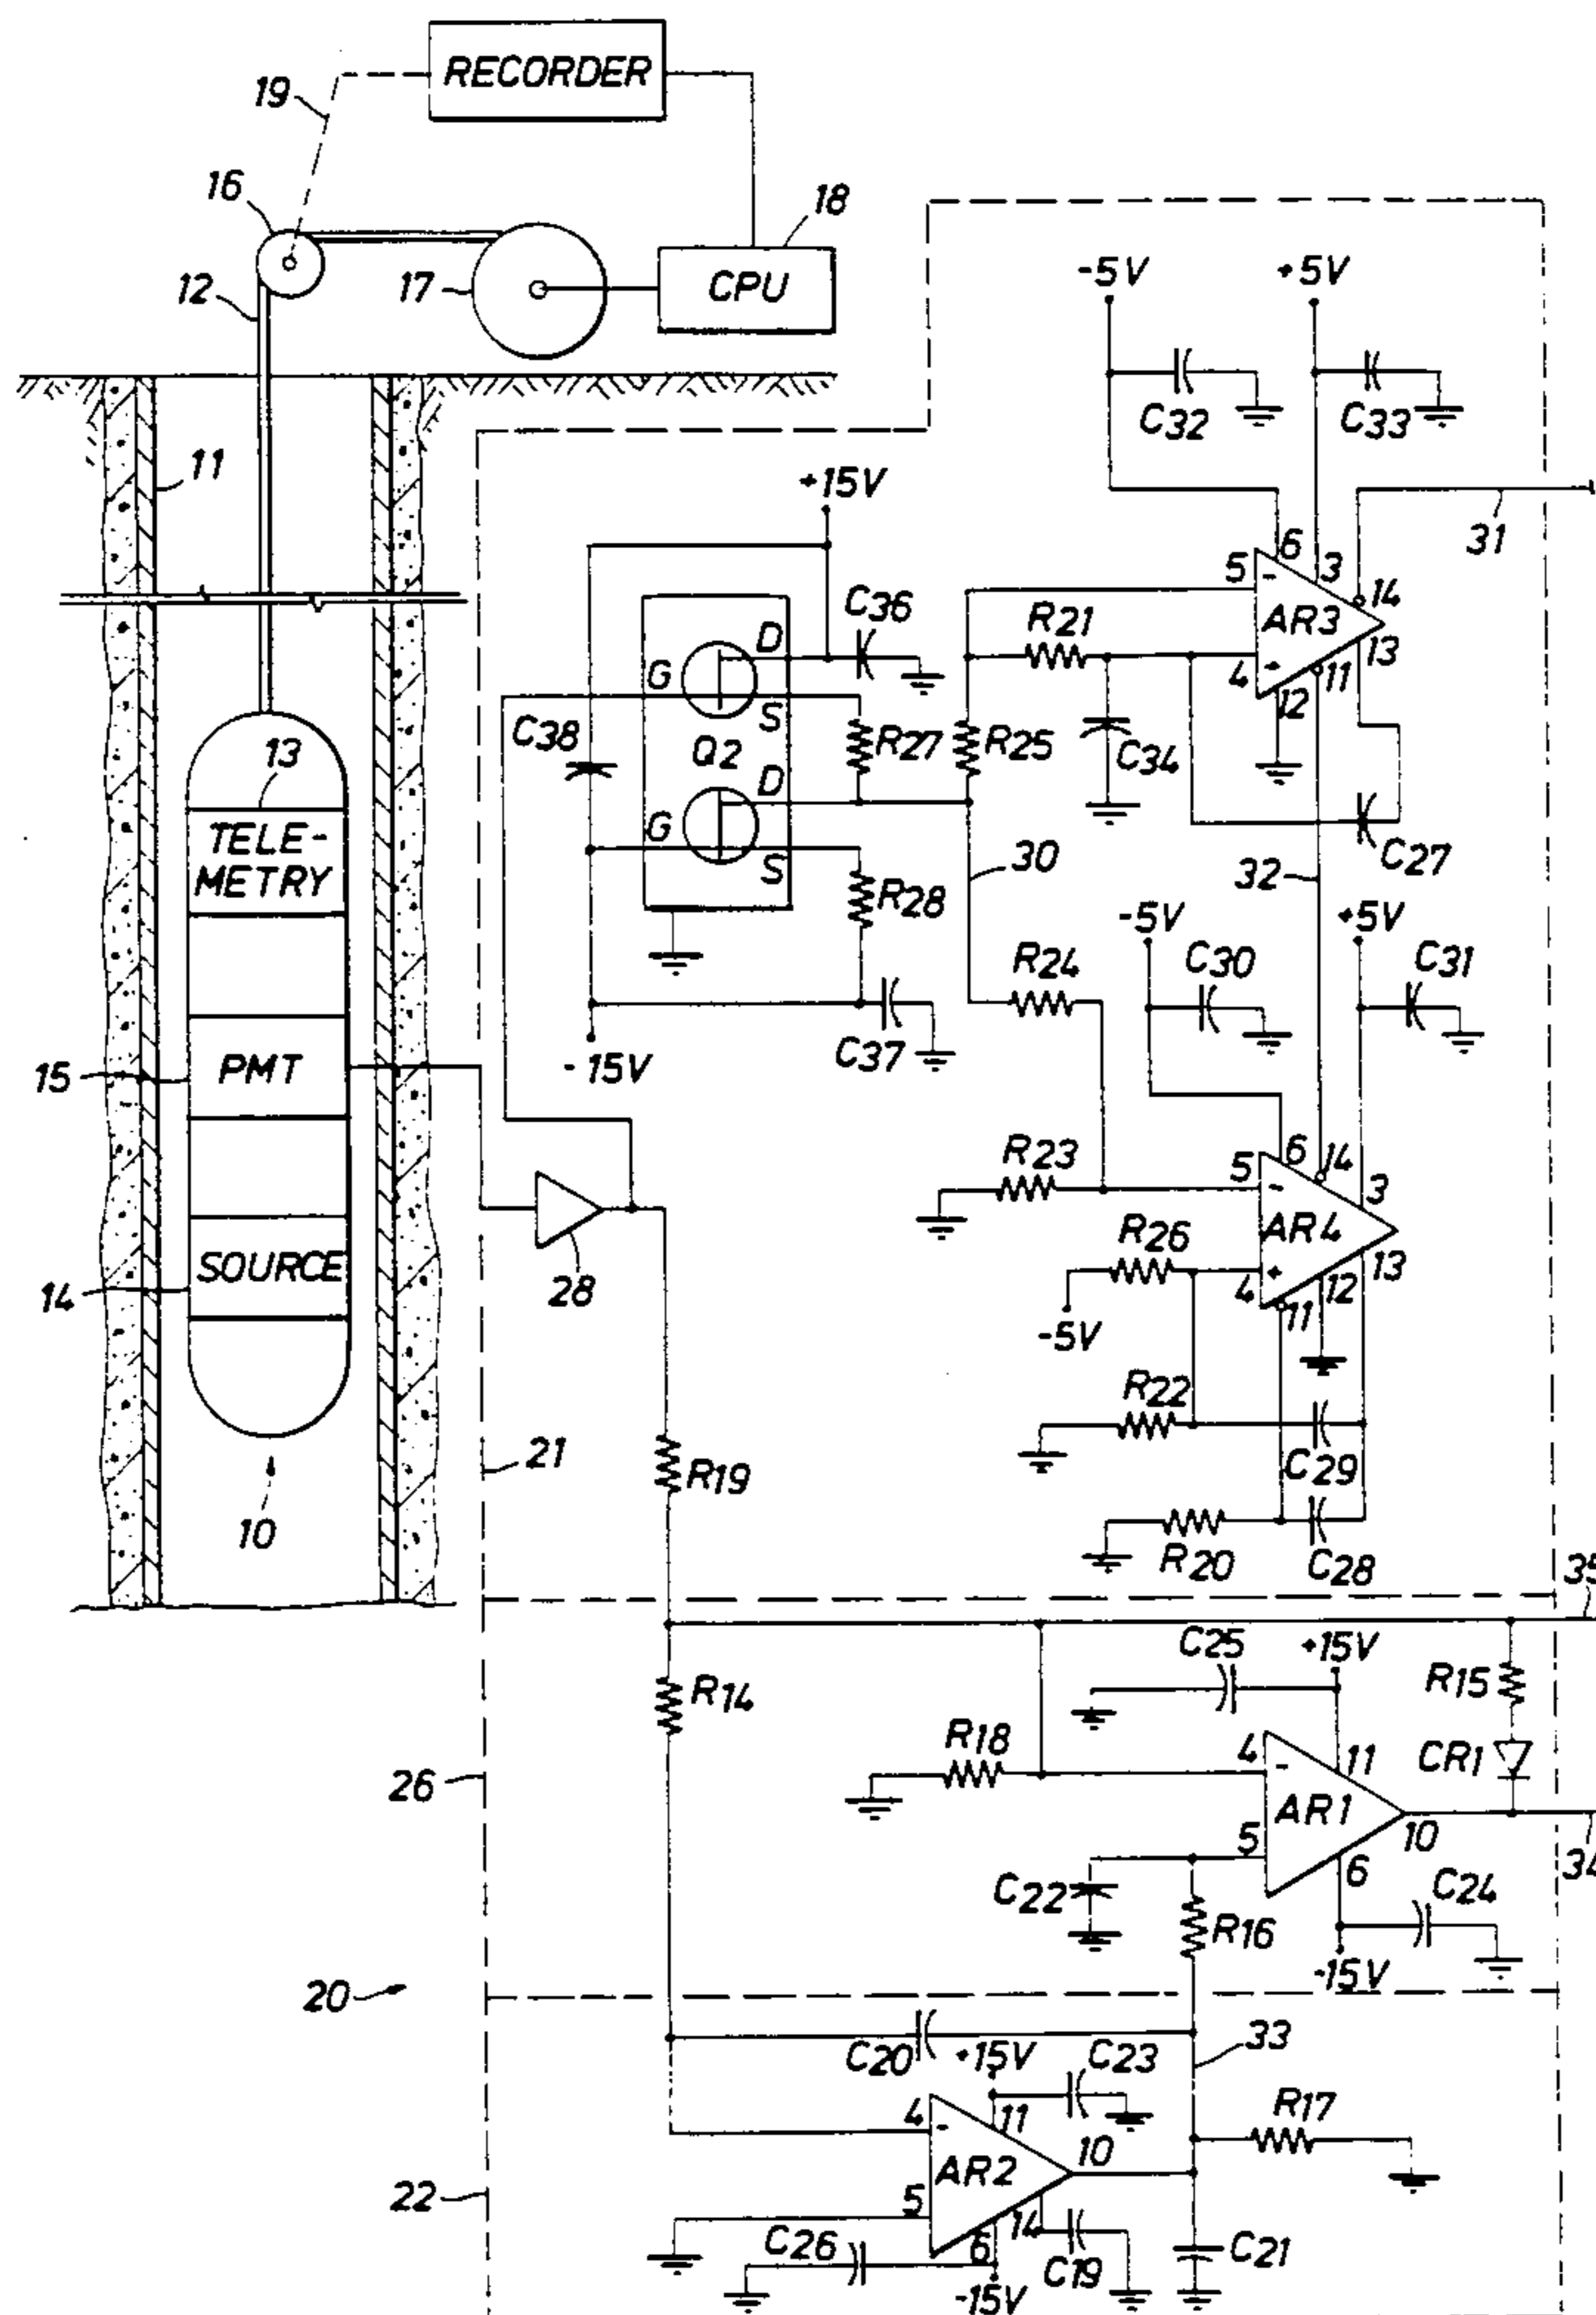 RECORDER
19
16
18
12
17
CPU
-5V
+5V
C32
C33
11
+15V
31
6
5
-
3
14
C36
R21
AR3
D
13
G
4
-
11
12
S
C38
Q2
R27
R25
C34
13
D
TELE-
METRY
G
30
C27
S
32
R28
-5V
+5V
R24
C30
C31
C37
-15V
15
PMT
R23
6
14
5
-
3
R26
AR4
SOURCE
28
4
+
12
13
14
11
-5V
R22
21
C29
R19
10
R20
C28
35
C25
+15V
R14
R15
R18
4
-
11
CR1
26
AR1
5
10
34
C22
6
C24
R16
20
-15V
33
C20
+15V
C23
R17
4
-
11
10
AR2
22
5
14
C26
6
C19
C21
-15V